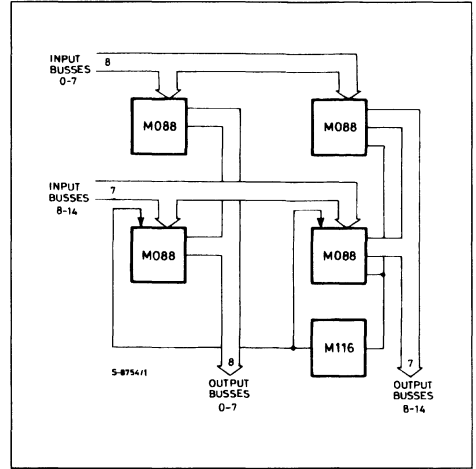 INPUT
BUSSES
0-7
8
M088
M088
INPUT
BUSSES
8-14
7
M088
M088
M116
S-8754/1
8
OUTPUT
BUSSES
0-7
7
OUTPUT
BUSSES
8-14